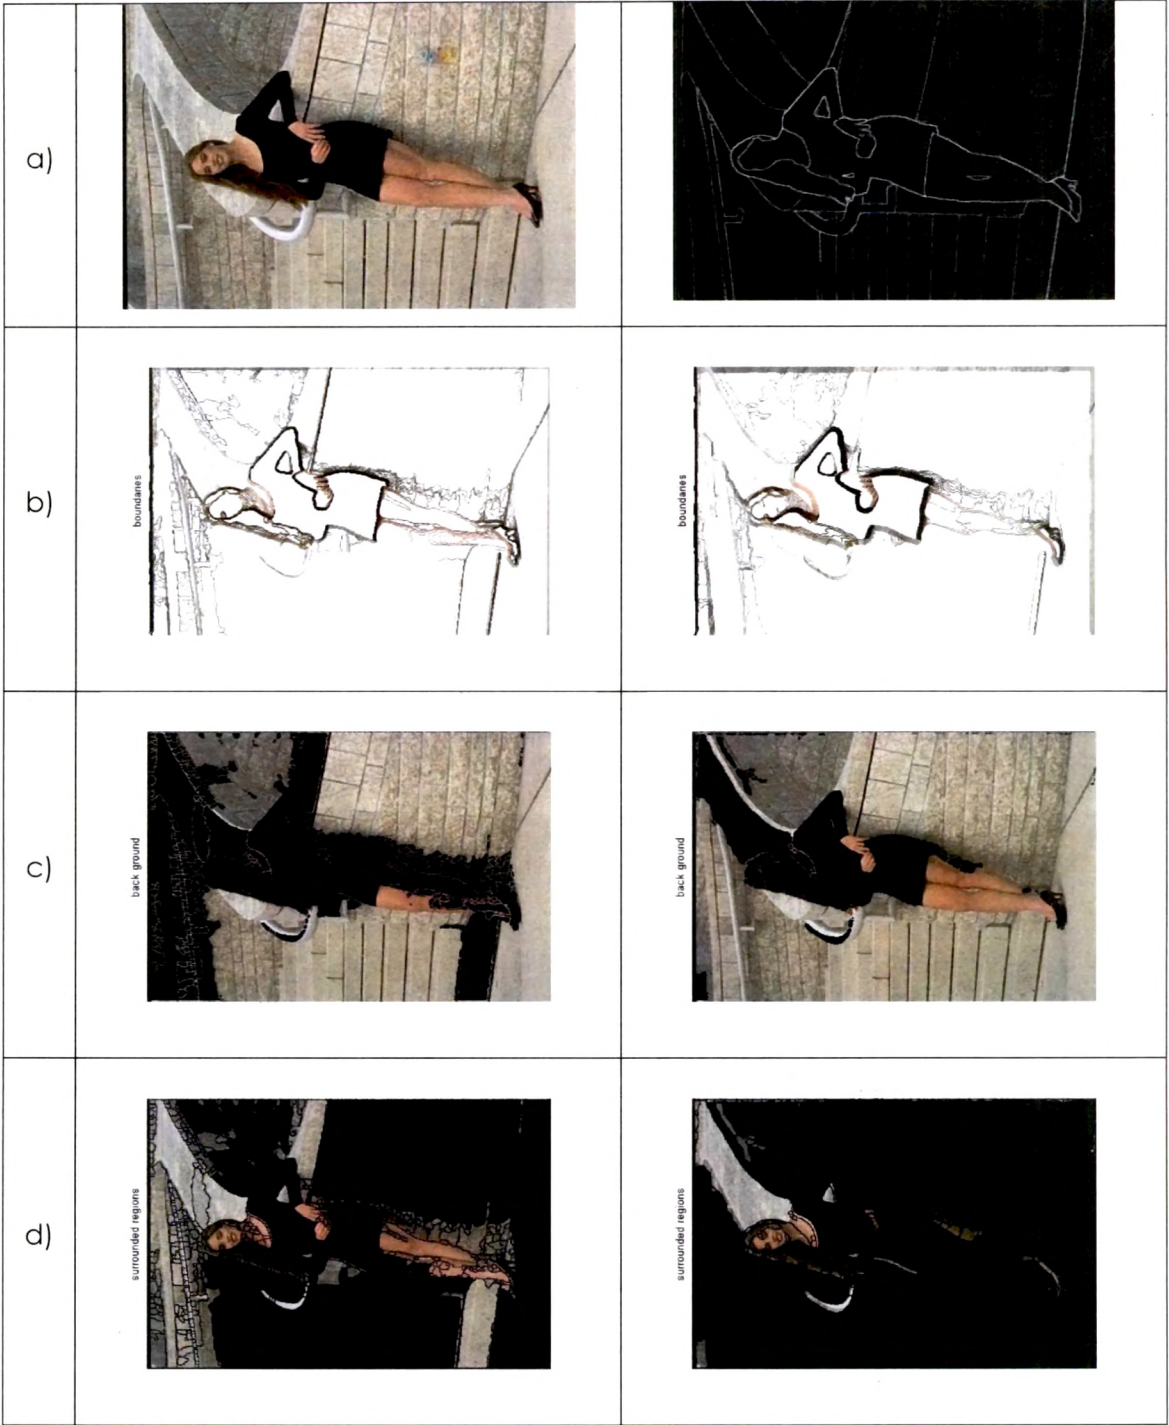 a)
b)
boundaries
boundaries
c)
back ground
back ground
d)
surrounded regions
surrounded regions